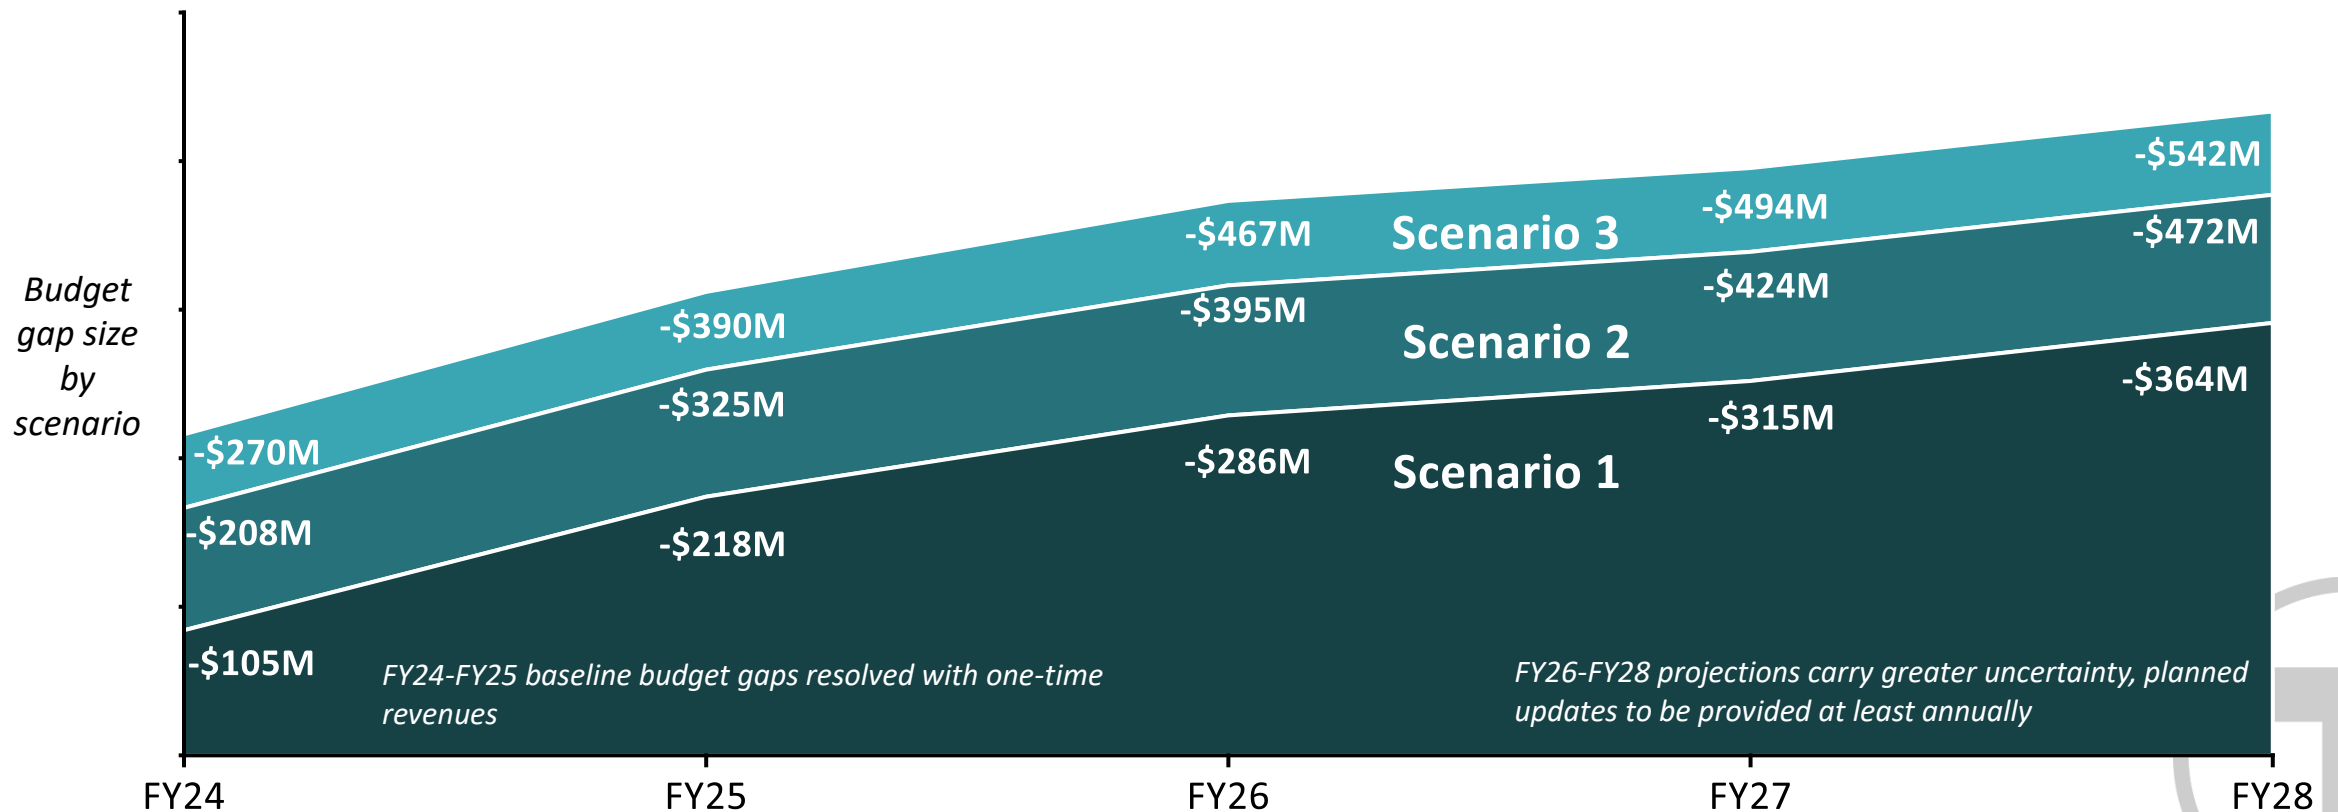 Budget
gap size
by
scenario
-$542M
-$494M
-$467M
Scenario 3
-$472M
-$424M
-$390M
-$395M
Scenario 2
-$364M
-$325M
-$315M
-$270M
-$286M
Scenario 1
-$208M
-$218M
-$105M
FY24-FY25 baseline budget gaps resolved with one-time
revenues
FY26-FY28 projections carry greater uncertainty, planned
updates to be provided at least annually
FY24
FY25
FY26
FY27
FY28